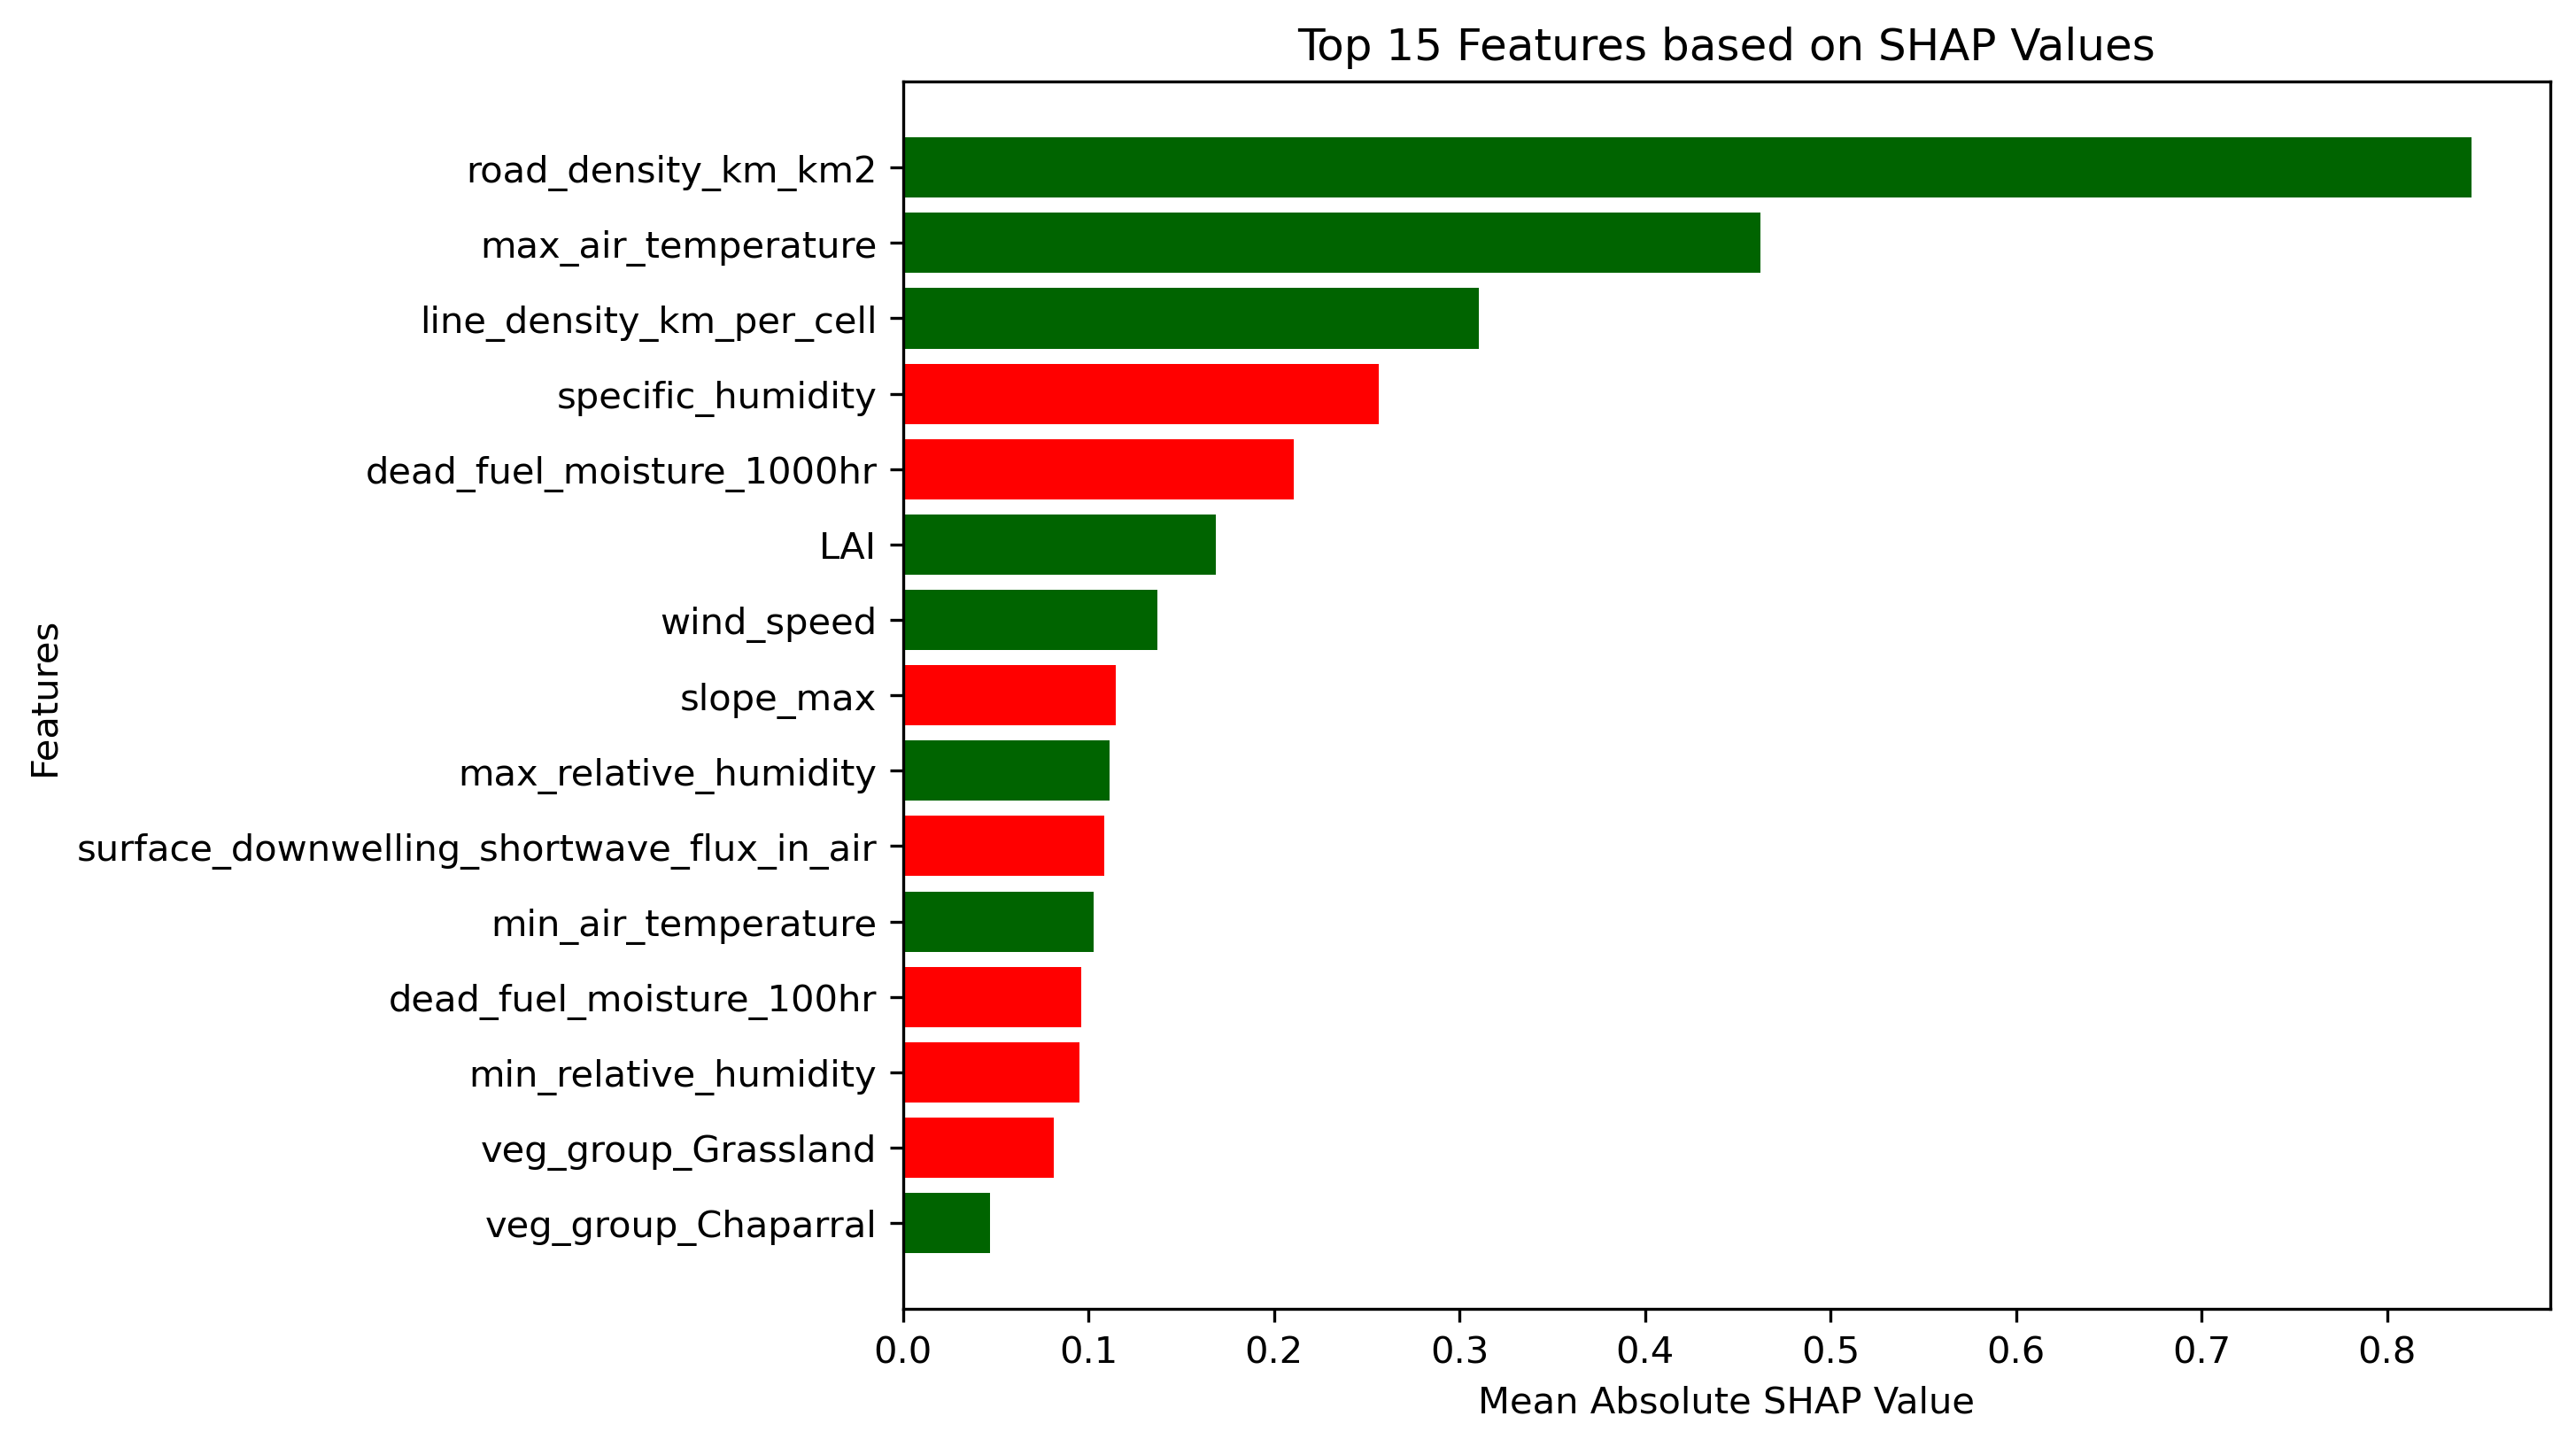 Top 15 Features based on SHAP Values
road_density_km_km2
max_air_temperature
line_density_km_per_cell
specific_humidity
dead_fuel_moisture_1000hr
LAI
wind_speed
slope_max
max_relative_humidity
surface_downwelling_shortwave_flux_in_air
min_air_temperature
dead_fuel_moisture_100hr
min_relative_humidity
veg_group_Grassland
veg_group_Chaparral
Features
0.0 0.1 0.2 0.3 0.4 0.5 0.6 0.7 0.8
Mean Absolute SHAP Value